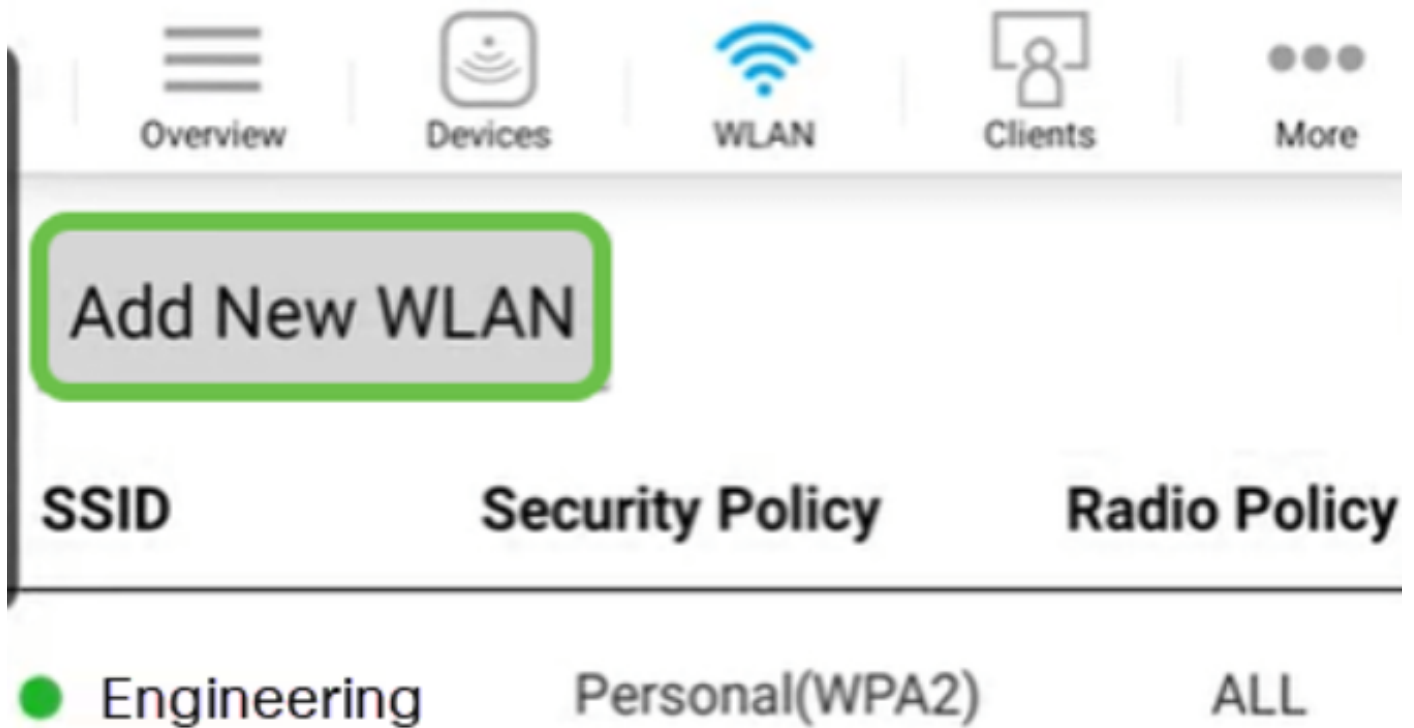 Overview Devices WLAN Clients More
Add New WLAN
SSID Security Policy Radio Policy
Engineering Personal(WPA2) ALL